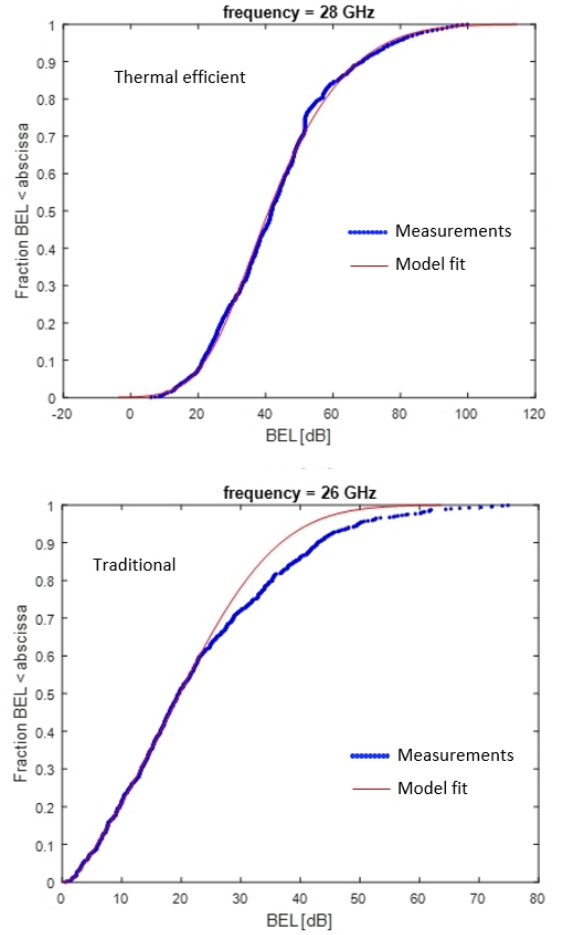 frequency = 28 GHz
1
0.9
0.8
0.7
0.6
0.5
0.4
0.3
0.2
0.1
0
Fraction BEL < abscissa
Thermal efficient
Measurements
Model fit
-20 0 20 40 60 80 100 120
BEL [dB]
frequency = 26 GHz
1
0.9
0.8
0.7
0.6
0.5
0.4
0.3
0.2
0.1
0
Fraction BEL < abscissa
Traditional
Measurements
Model fit
0 10 20 30 40 50 60 70 80
BEL [dB]